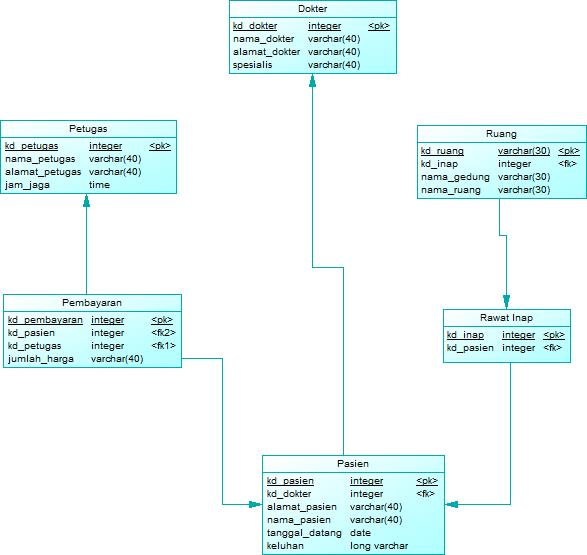 Dokter
kd_dokter integer <pk>
nama_dokter varchar(40)
alamat_dokter varchar(40)
spesialis varchar(40)
Petugas
kd_petugas integer <pk>
nama_petugas varchar(40)
alamat_petugas varchar(40)
jam_jaga time
Ruang
kd_ruang varchar(30) <pk>
kd_inap integer <fk>
nama_gedung varchar(30)
nama_ruang varchar(30)
Pembayaran
kd_pembayaran integer <pk>
kd_pasien integer <fk2>
kd_petugas integer <fk1>
jumlah_harga varchar(40)
Rawat Inap
kd_inap integer <pk>
kd_pasien integer <fk>
Pasien
kd_pasien integer <pk>
kd_dokter integer <fk>
alamat_pasien varchar(40)
nama_pasien varchar(40)
tanggal_datang date
keluhan long varchar